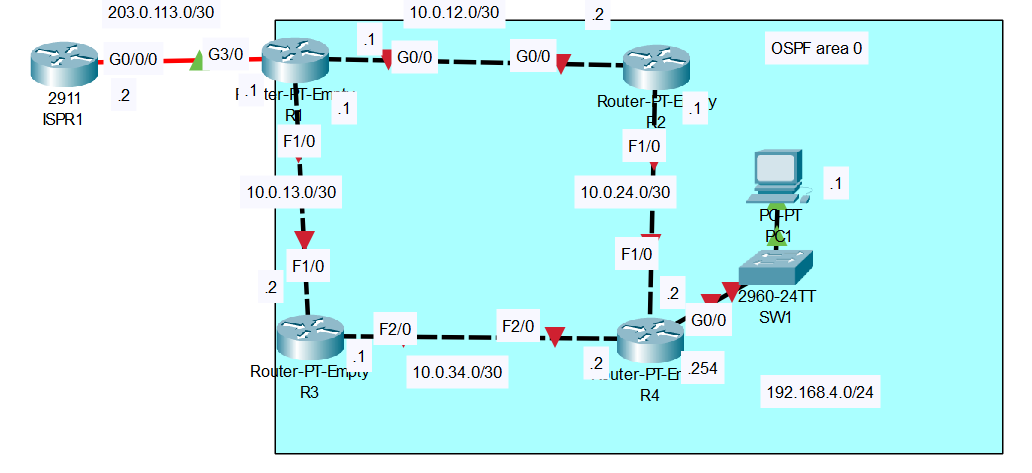 203.0.113.0/30
10.0.12.0/30
.2
OSPF area 0
.1
G0/0/0
G3/0
G0/0
G0/0
2911
ISPR1
.2
.1
Router-PT-Empty
R1
.1
Router-PT-Empty
R2
.1
F1/0
F1/0
10.0.13.0/30
10.0.24.0/30
.1
PC-PT
PC1
F1/0
F1/0
.2
.2
2960-24TT
SW1
G0/0
F2/0
F2/0
.1
.2
.254
Router-PT-Empty
R3
10.0.34.0/30
Router-PT-Em
R4
192.168.4.0/24